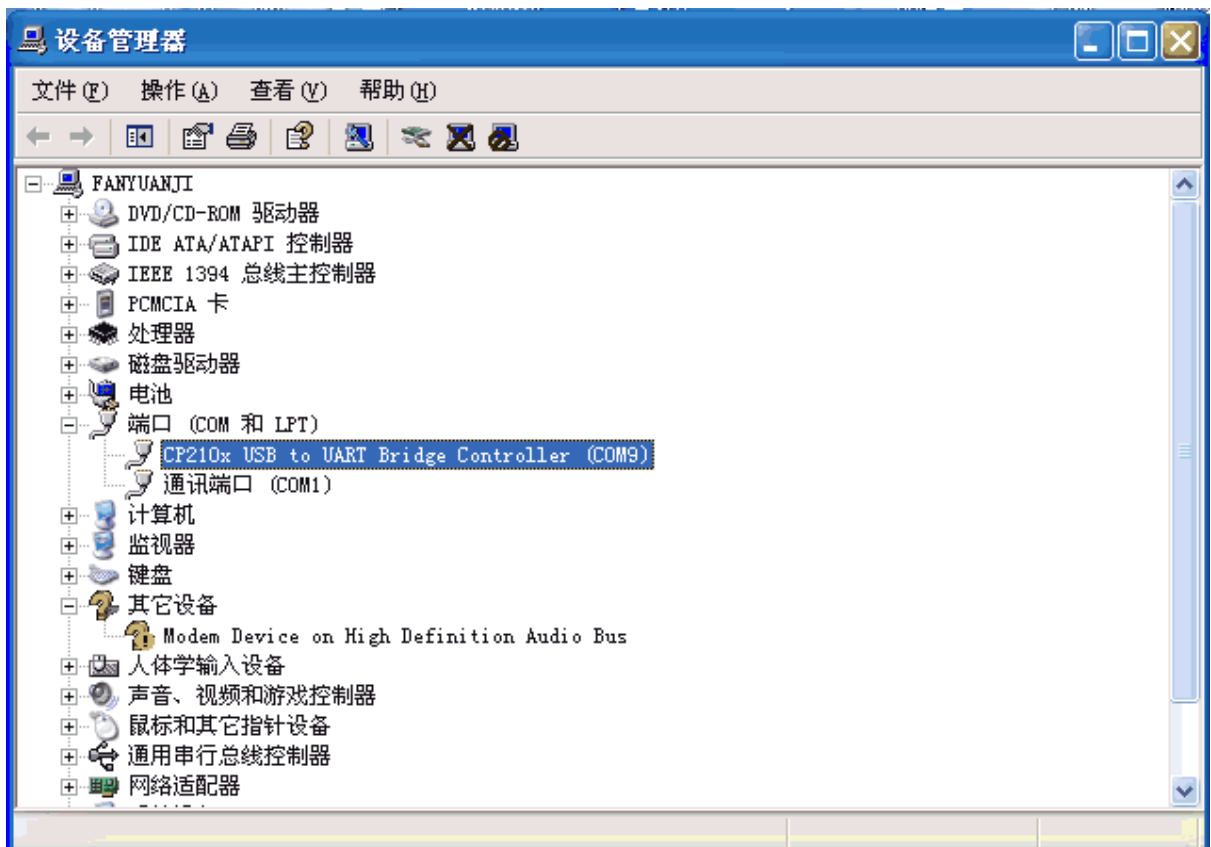 设备管理器
文件(F) 操作(A) 查看(V) 帮助(H)
FANYUANJI
DVD/CD-ROM 驱动器
IDE ATA/ATAPI 控制器
IEEE 1394 总线主控制器
PCMCIA 卡
处理器
磁盘驱动器
电池
端口 (COM 和 LPT)
CP210x USB to UART Bridge Controller (COM9)
通讯端口 (COM1)
计算机
监视器
键盘
其它设备
Modem Device on High Definition Audio Bus
人体学输入设备
声音、视频和游戏控制器
鼠标和其它指针设备
通用串行总线控制器
网络适配器